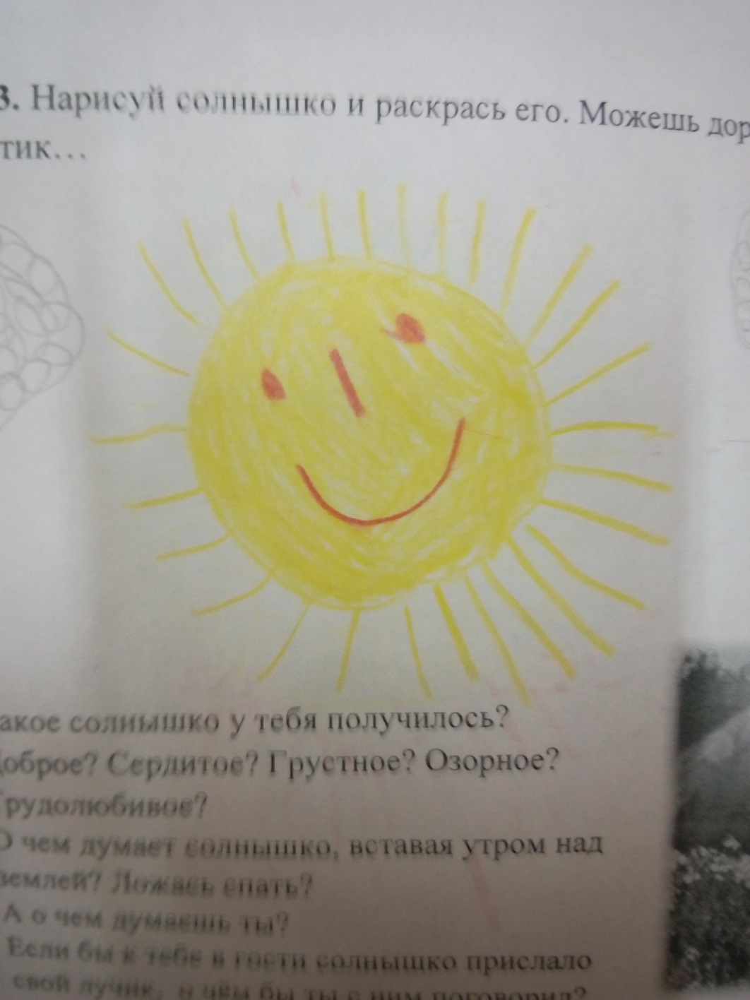 3. Нарисуй солнышко и раскрась его. Можешь дор
тик...
акое солнышко у тебя получилось?
Доброе? Сердитое? Грустное? Озорное?
Трудолюбивое?
О чем думает солнышко, вставая утром над
землей? Ложась спать?
А о чем думаешь ты?
Если бы к тебе в гости солнышко прислало
свой лучик, о чём бы ты с ним поговорил?